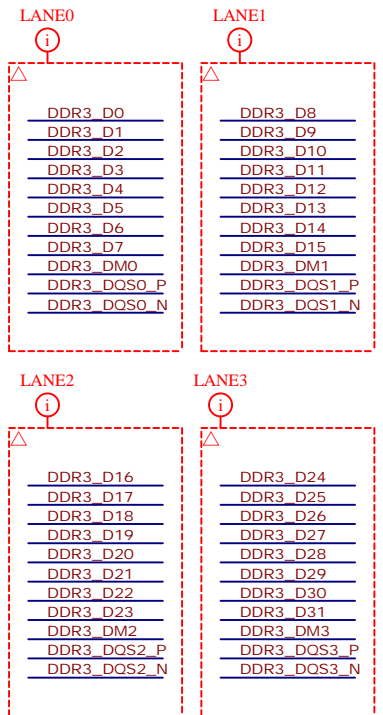 LANE0
i
DDR3_D0
DDR3_D1
DDR3_D2
DDR3_D3
DDR3_D4
DDR3_D5
DDR3_D6
DDR3_D7
DDR3_DM0
DDR3_DQS0_P
DDR3_DQS0_N
LANE1
i
DDR3_D8
DDR3_D9
DDR3_D10
DDR3_D11
DDR3_D12
DDR3_D13
DDR3_D14
DDR3_D15
DDR3_DM1
DDR3_DQS1_P
DDR3_DQS1_N
LANE2
i
DDR3_D16
DDR3_D17
DDR3_D18
DDR3_D19
DDR3_D20
DDR3_D21
DDR3_D22
DDR3_D23
DDR3_DM2
DDR3_DQS2_P
DDR3_DQS2_N
LANE3
i
DDR3_D24
DDR3_D25
DDR3_D26
DDR3_D27
DDR3_D28
DDR3_D29
DDR3_D30
DDR3_D31
DDR3_DM3
DDR3_DQS3_P
DDR3_DQS3_N